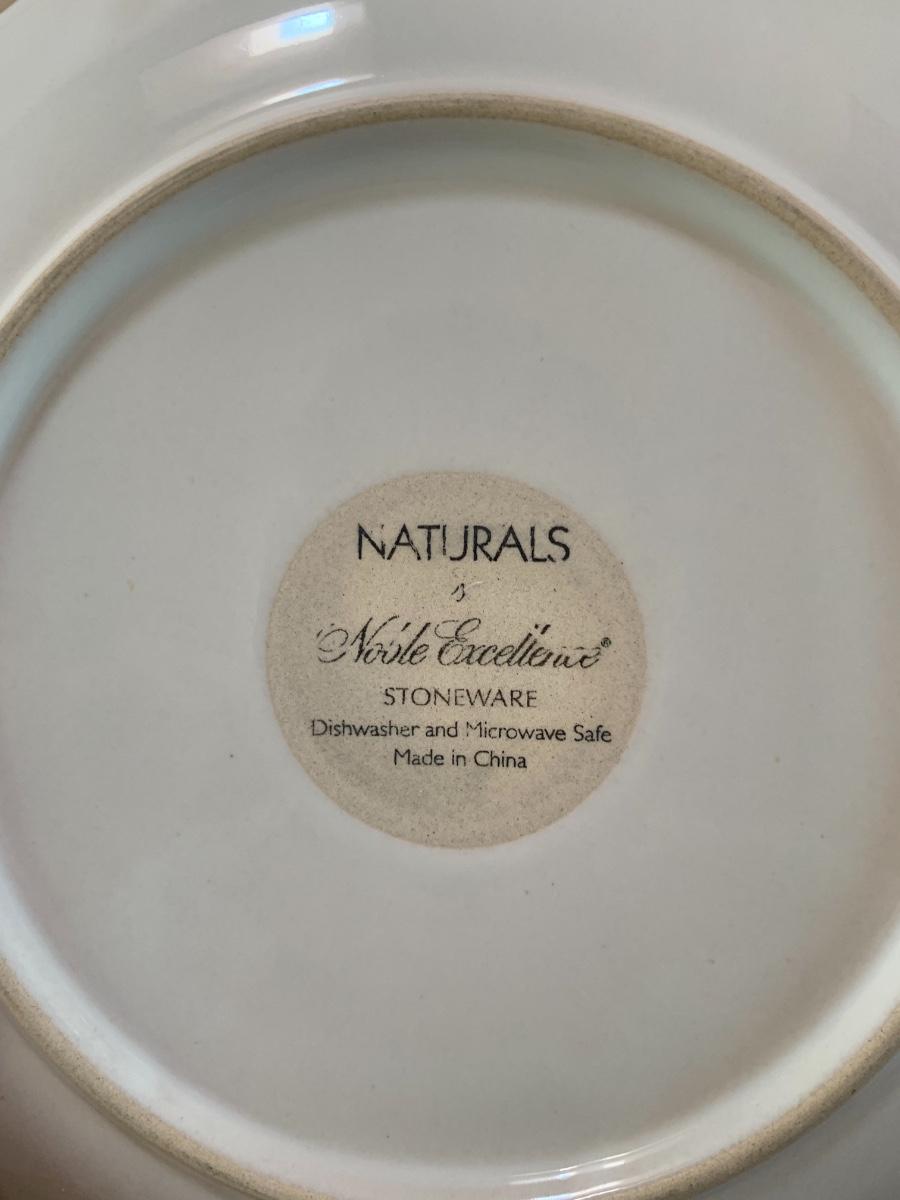 NATURALS
Noble Excellence®
STONEWARE
Dishwasher and Microwave Safe
Made in China